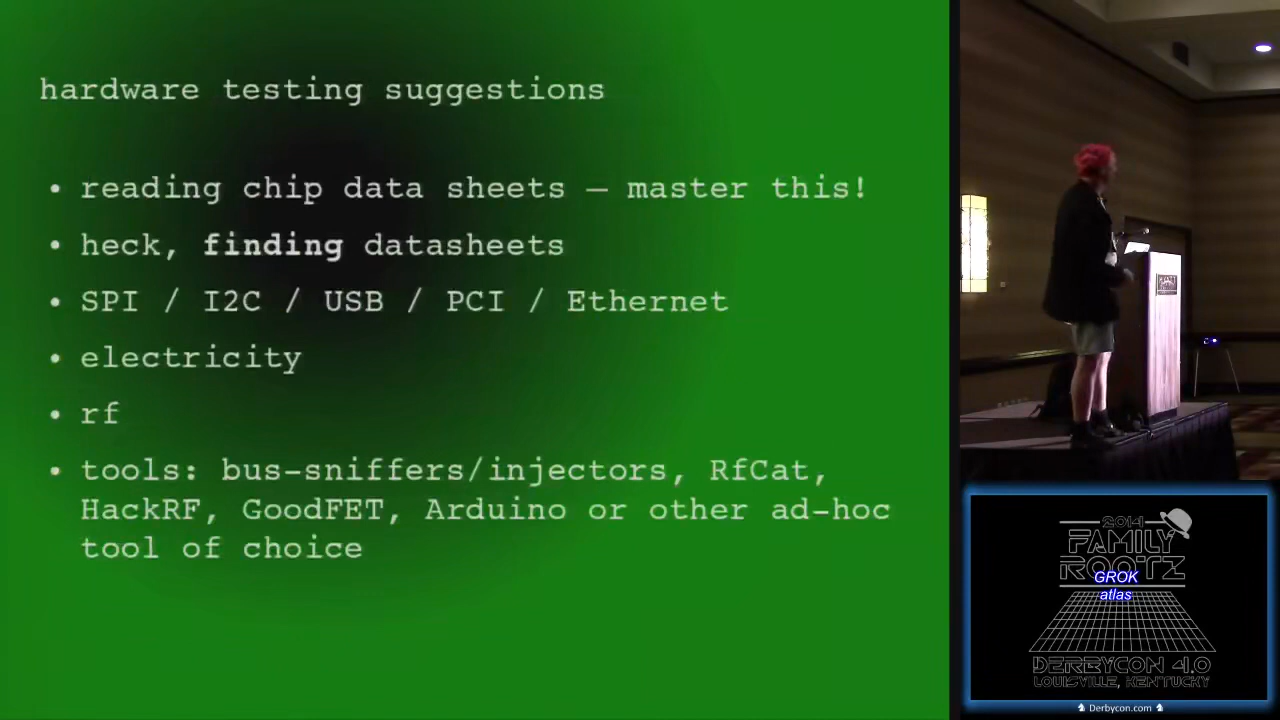 hardware testing suggestions
• reading chip data sheets – master this!
• heck, finding datasheets
• SPI / I2C / USB / PCI / Ethernet
• electricity
• rf
• tools: bus-sniffers/injectors, RfCat,
HackRF, GoodFET, Arduino or other ad-hoc
tool of choice
2014
FAMILY
ROOTZ
GROK
atlas
DERBYCON 4.0
LOUISVILLE, KENTUCKY
Derbycon.com